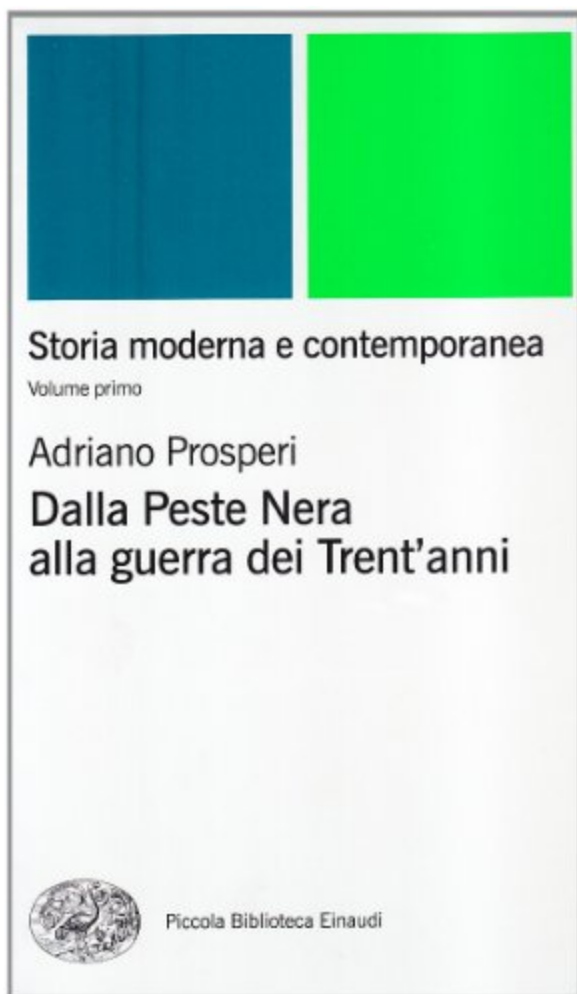 Storia moderna e contemporanea
Volume primo
Adriano Prosperi
Dalla Peste Nera
alla guerra dei Trent'anni
Piccola Biblioteca Einaudi